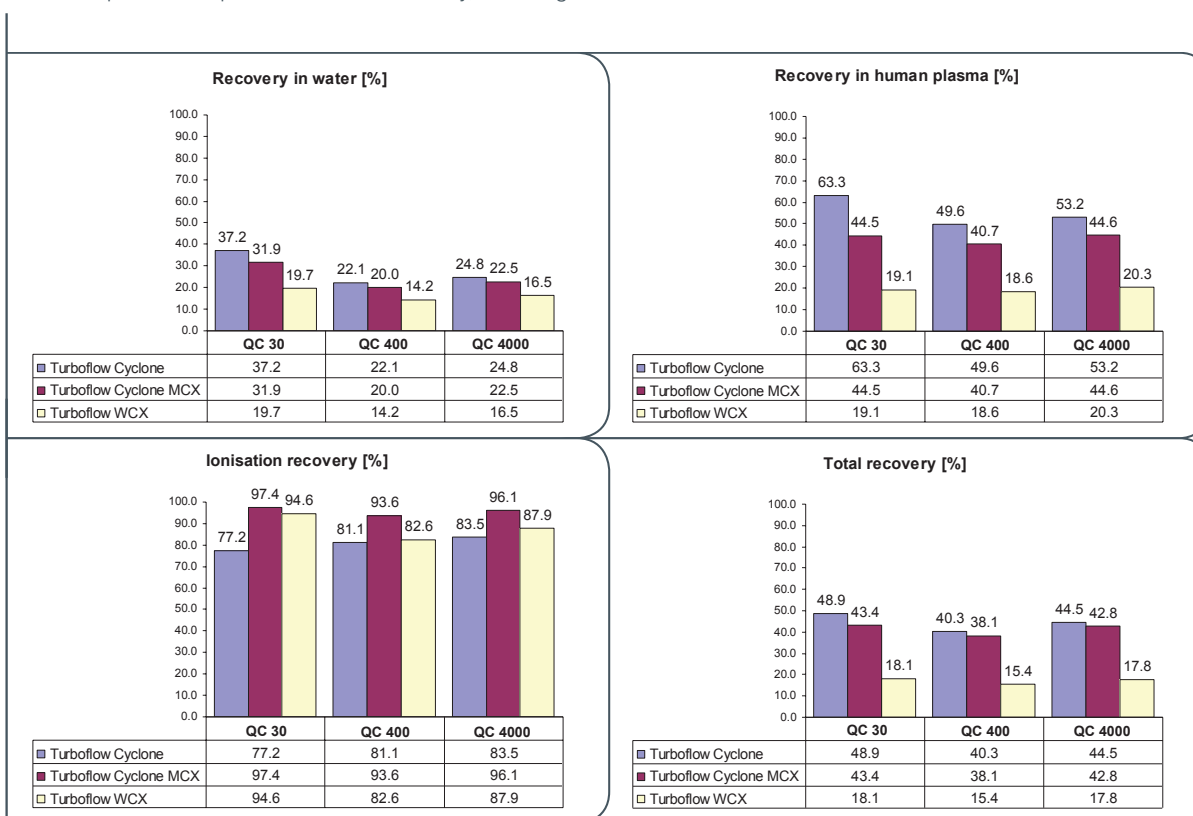 Recovery in water [%]
100.0
90.0
80.0
70.0
60.0
50.0
40.0
30.0
20.0
10.0
0.0
37.2 31.9 19.7 22.1 20.0 14.2 24.8 22.5 16.5
QC 30 QC 400 QC 4000
Turboflow Cyclone 37.2 22.1 24.8
Turboflow Cyclone MCX 31.9 20.0 22.5
Turboflow WCX 19.7 14.2 16.5
Recovery in human plasma [%]
100.0
90.0
80.0
70.0
60.0
50.0
40.0
30.0
20.0
10.0
0.0
63.3 44.5 19.1 49.6 40.7 18.6 53.2 44.6 20.3
QC 30 QC 400 QC 4000
Turboflow Cyclone 63.3 49.6 53.2
Turboflow Cyclone MCX 44.5 40.7 44.6
Turboflow WCX 19.1 18.6 20.3
Ionisation recovery [%]
100.0
90.0
80.0
70.0
60.0
50.0
40.0
30.0
20.0
10.0
0.0
77.2 97.4 94.6 81.1 93.6 82.6 83.5 96.1 87.9
QC 30 QC 400 QC 4000
Turboflow Cyclone 77.2 81.1 83.5
Turboflow Cyclone MCX 97.4 93.6 96.1
Turboflow WCX 94.6 82.6 87.9
Total recovery [%]
100.0
90.0
80.0
70.0
60.0
50.0
40.0
30.0
20.0
10.0
0.0
48.9 43.4 18.1 40.3 38.1 15.4 44.5 42.8 17.8
QC 30 QC 400 QC 4000
Turboflow Cyclone 48.9 40.3 44.5
Turboflow Cyclone MCX 43.4 38.1 42.8
Turboflow WCX 18.1 15.4 17.8